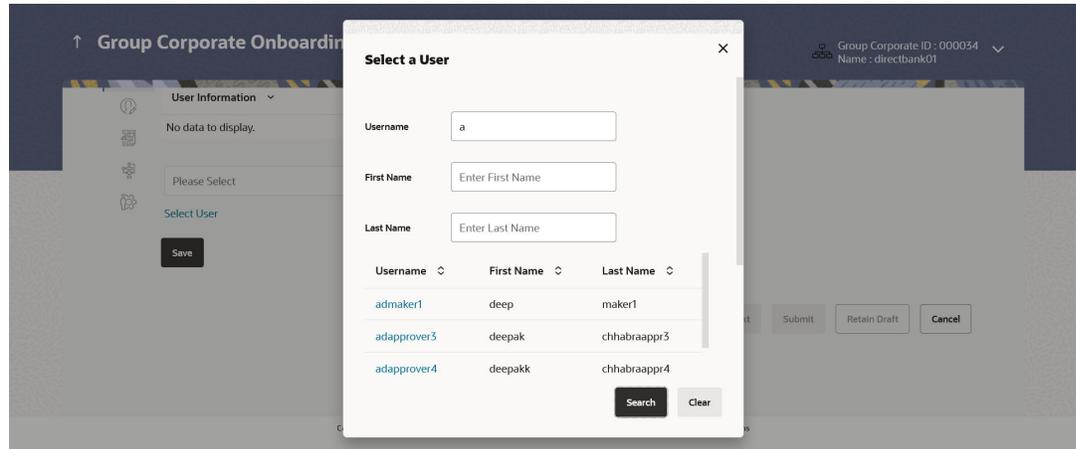 Group Corporate Onboardin
Group Corporate ID : 000034
Name : directbank01
User Information
No data to display.
Please Select
Select User
Save
Submit
Retain Draft
Cancel
Select a User
Username
a
First Name
Enter First Name
Last Name
Enter Last Name
Username First Name Last Name
admaker1 deep maker1
adapprover3 deepak chhabraappr3
adapprover4 deepakk chhabraappr4
Search
Clear